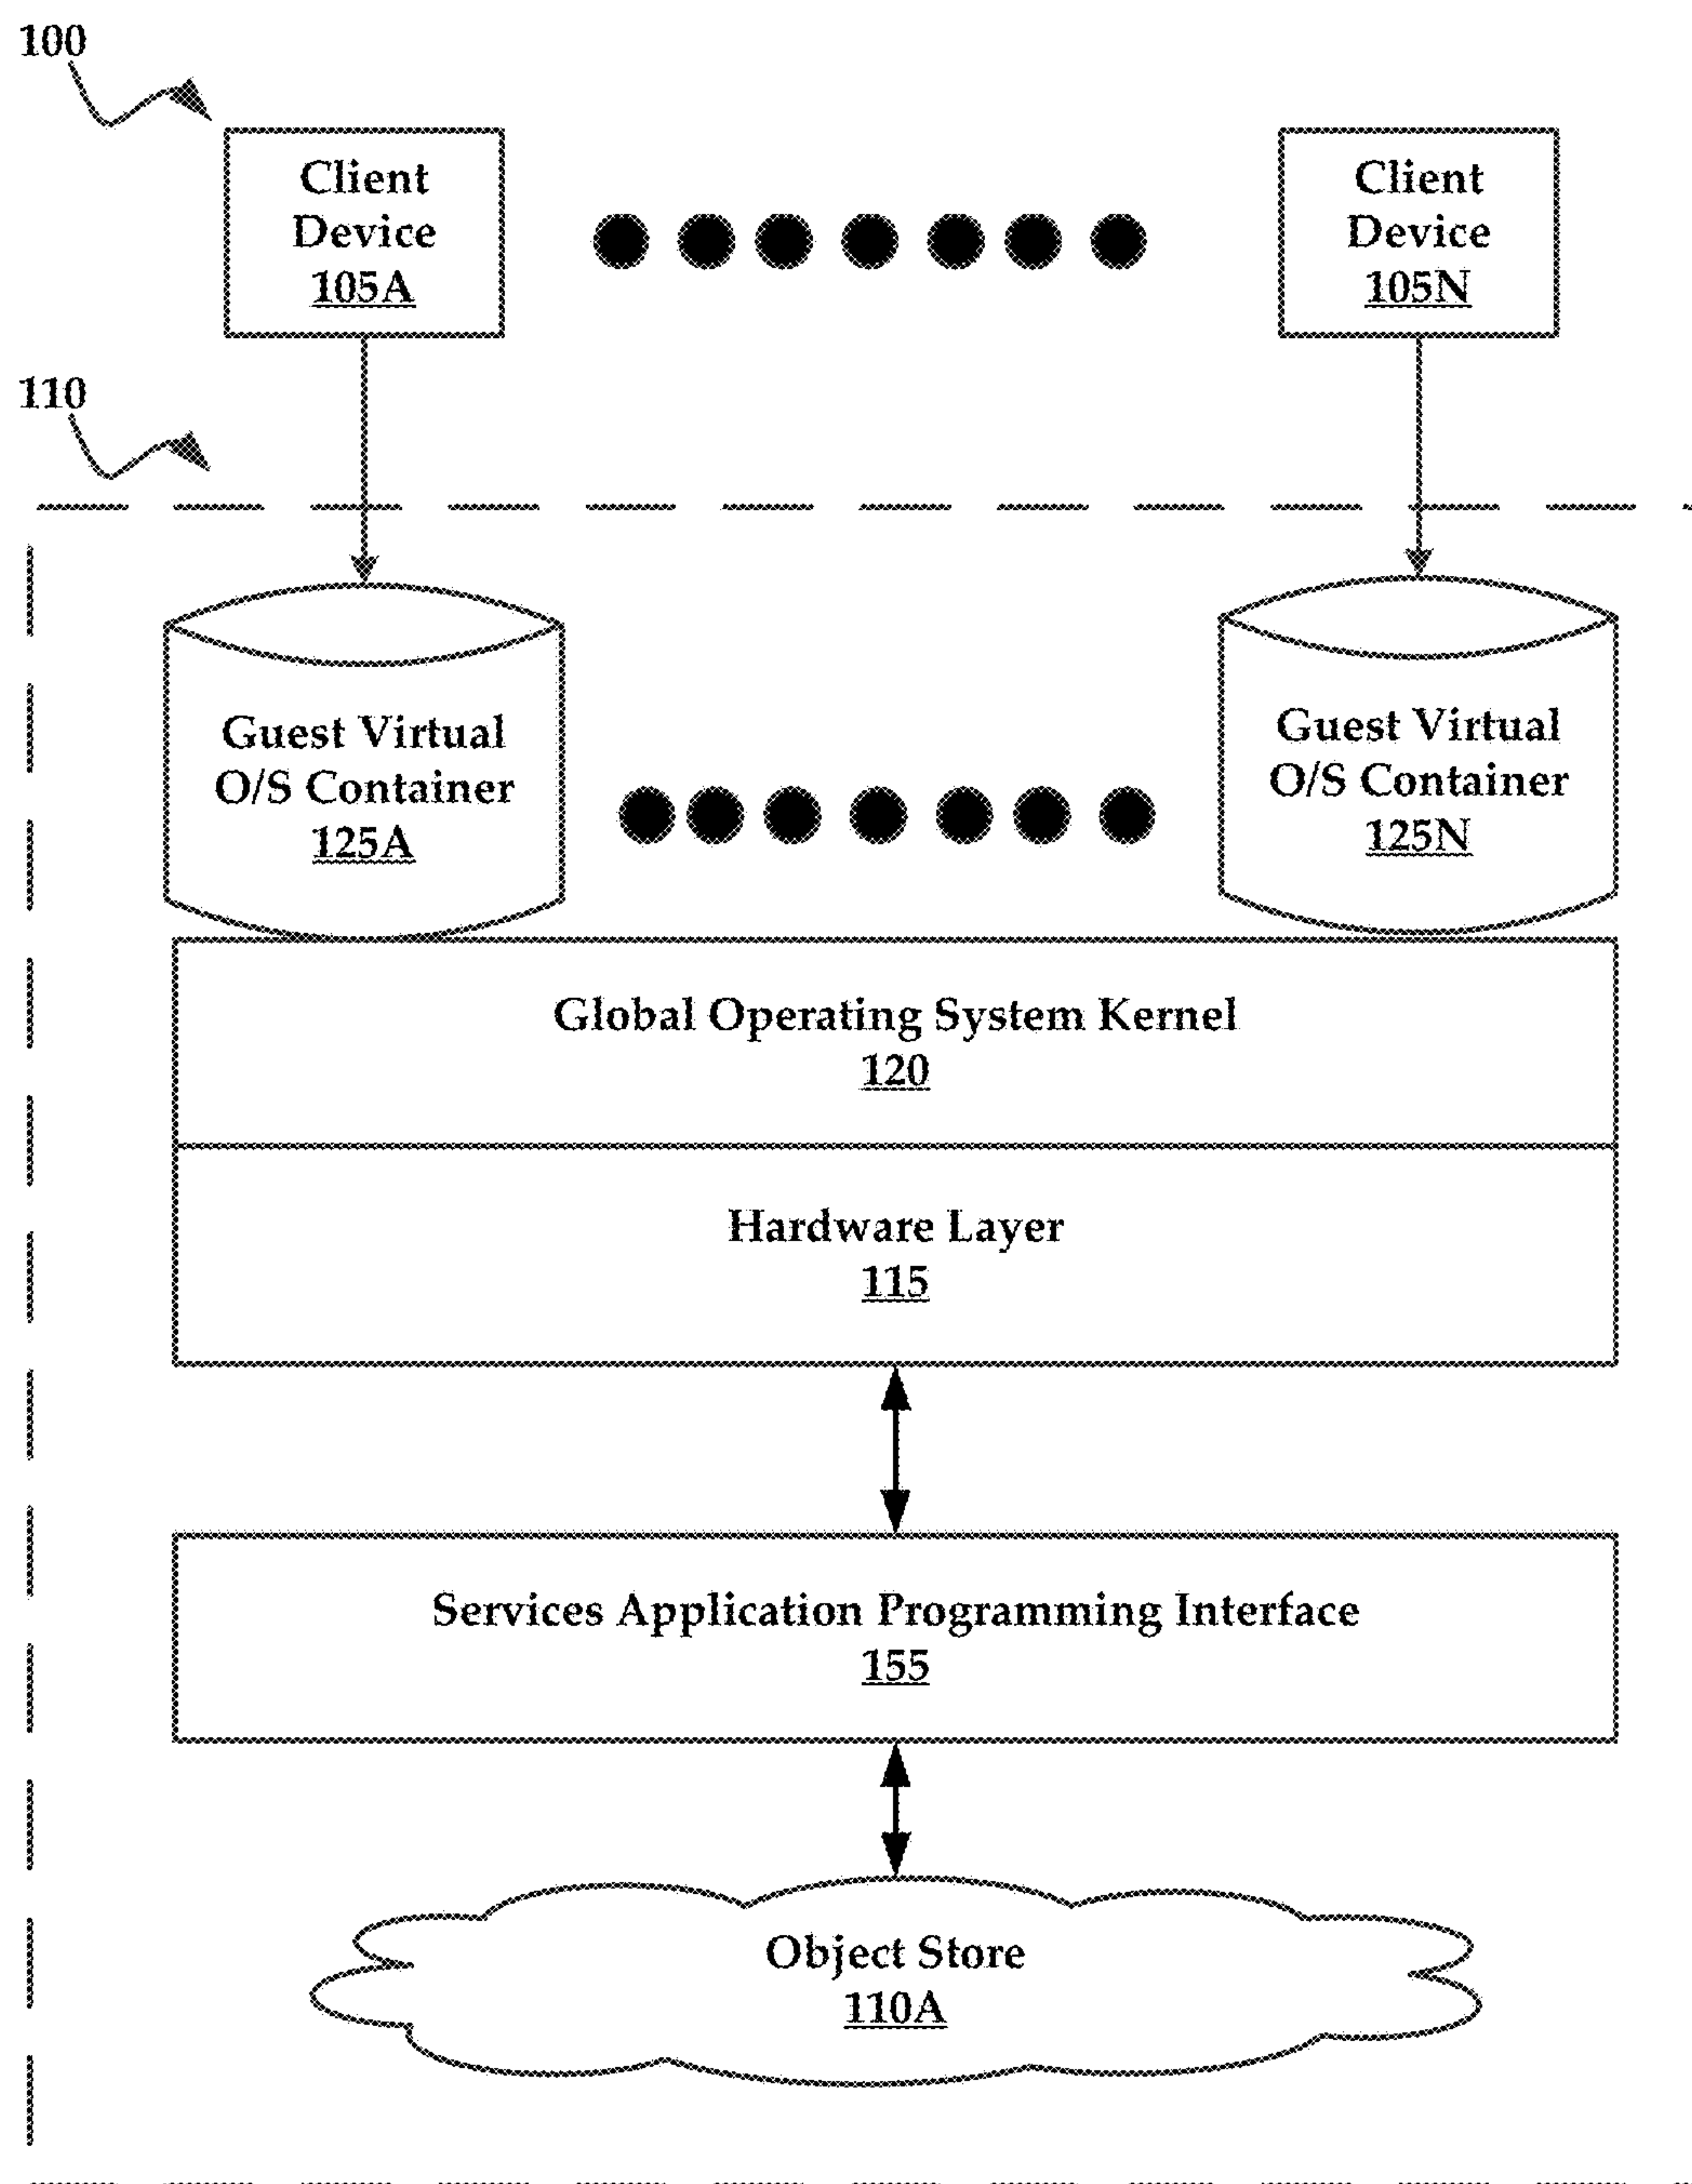 100
Client
Device
105A
Client
Device
105N
110
Guest Virtual
O/S Container
125A
Guest Virtual
O/S Container
125N
Global Operating System Kernel
120
Hardware Layer
115
Services Application Programming Interface
155
Object Store
110A